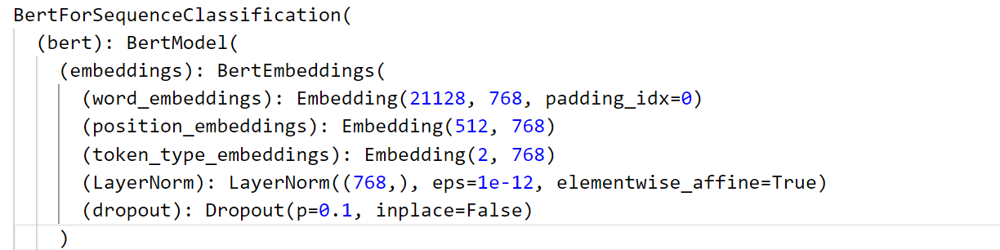 BertForSequenceClassification(
(bert): BertModel(
(embeddings): BertEmbeddings(
(word_embeddings): Embedding(21128, 768, padding_idx=0)
(position_embeddings): Embedding(512, 768)
(token_type_embeddings): Embedding(2, 768)
(LayerNorm): LayerNorm((768,), eps=1e-12, elementwise_affine=True)
(dropout): Dropout(p=0.1, inplace=False)
)